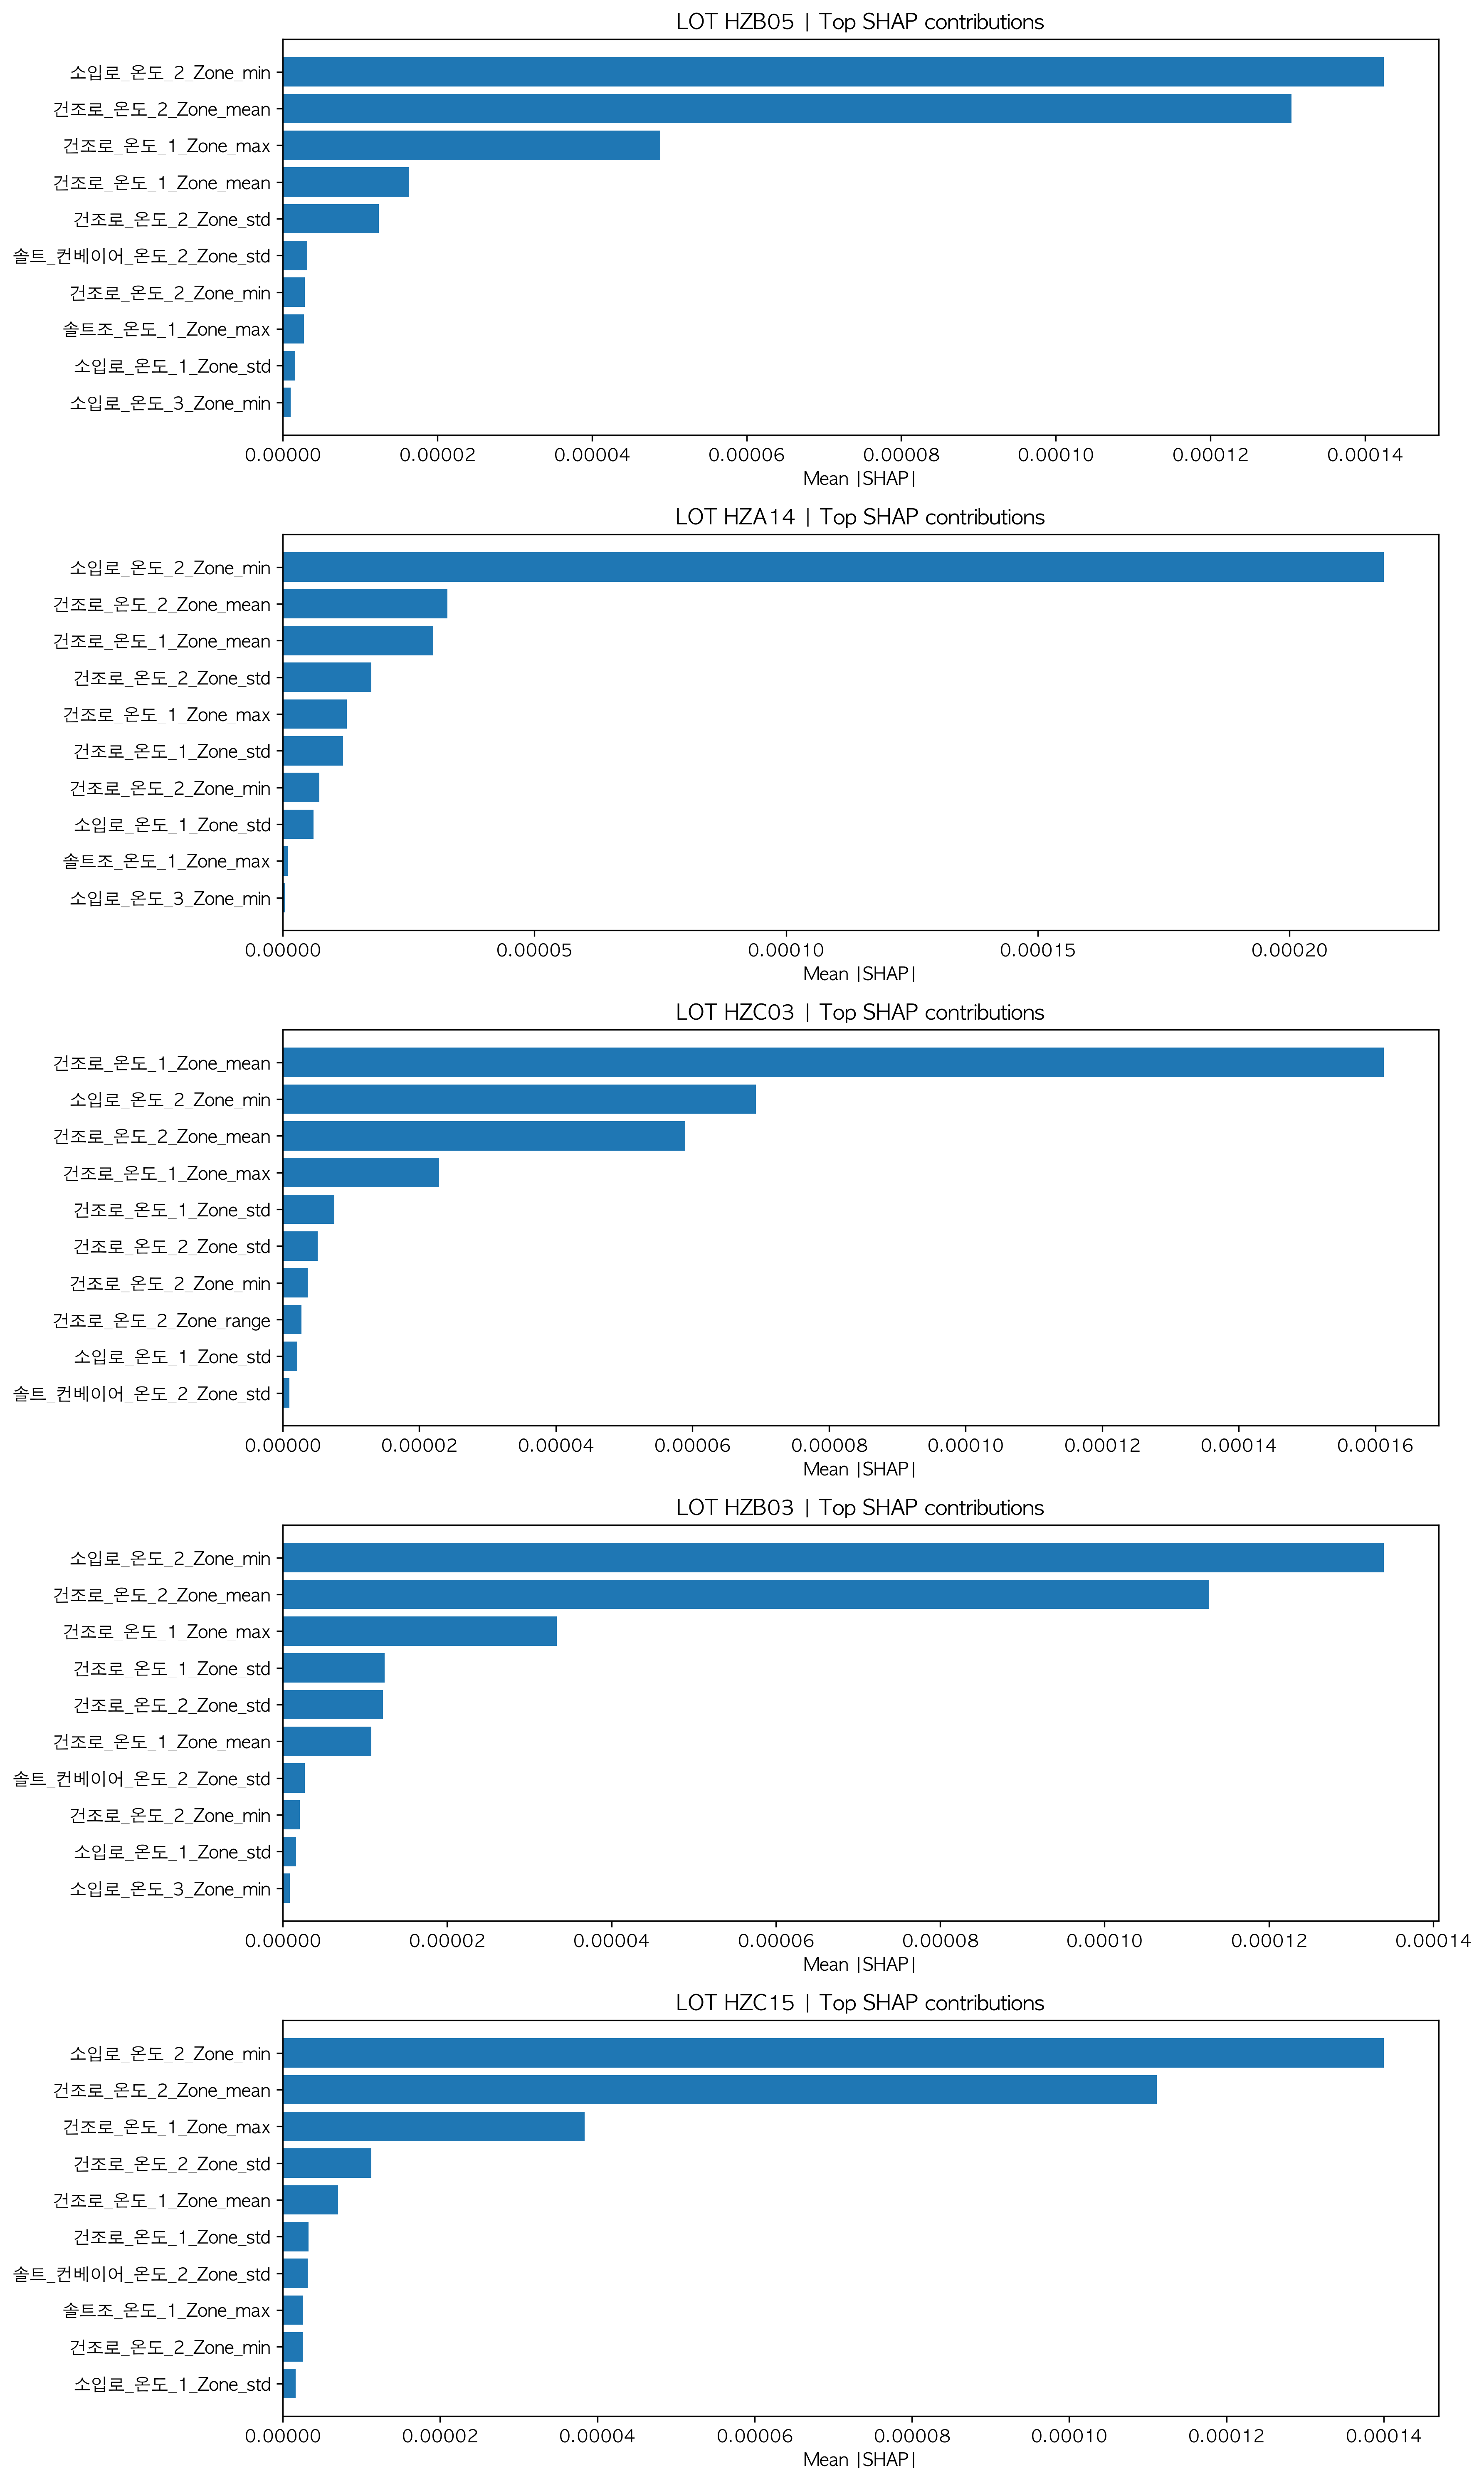 LOT HZB05 | Top SHAP contributions
소입로_온도_2_Zone_min
건조로_온도_2_Zone_mean
건조로_온도_1_Zone_max
건조로_온도_1_Zone_mean
건조로_온도_2_Zone_std
솔트_컨베이어_온도_2_Zone_std
건조로_온도_2_Zone_min
솔트조_온도_1_Zone_max
소입로_온도_1_Zone_std
소입로_온도_3_Zone_min
0.00000 0.00002 0.00004 0.00006 0.00008 0.00010 0.00012 0.00014
Mean |SHAP|
LOT HZA14 | Top SHAP contributions
소입로_온도_2_Zone_min
건조로_온도_2_Zone_mean
건조로_온도_1_Zone_mean
건조로_온도_2_Zone_std
건조로_온도_1_Zone_max
건조로_온도_1_Zone_std
건조로_온도_2_Zone_min
소입로_온도_1_Zone_std
솔트조_온도_1_Zone_max
소입로_온도_3_Zone_min
0.00000 0.00005 0.00010 0.00015 0.00020
Mean |SHAP|
LOT HZC03 | Top SHAP contributions
건조로_온도_1_Zone_mean
소입로_온도_2_Zone_min
건조로_온도_2_Zone_mean
건조로_온도_1_Zone_max
건조로_온도_1_Zone_std
건조로_온도_2_Zone_std
건조로_온도_2_Zone_min
건조로_온도_2_Zone_range
소입로_온도_1_Zone_std
솔트_컨베이어_온도_2_Zone_std
0.00000 0.00002 0.00004 0.00006 0.00008 0.00010 0.00012 0.00014 0.00016
Mean |SHAP|
LOT HZB03 | Top SHAP contributions
소입로_온도_2_Zone_min
건조로_온도_2_Zone_mean
건조로_온도_1_Zone_max
건조로_온도_1_Zone_std
건조로_온도_2_Zone_std
건조로_온도_1_Zone_mean
솔트_컨베이어_온도_2_Zone_std
건조로_온도_2_Zone_min
소입로_온도_1_Zone_std
소입로_온도_3_Zone_min
0.00000 0.00002 0.00004 0.00006 0.00008 0.00010 0.00012 0.00014
Mean |SHAP|
LOT HZC15 | Top SHAP contributions
소입로_온도_2_Zone_min
건조로_온도_2_Zone_mean
건조로_온도_1_Zone_max
건조로_온도_2_Zone_std
건조로_온도_1_Zone_mean
건조로_온도_1_Zone_std
솔트_컨베이어_온도_2_Zone_std
솔트조_온도_1_Zone_max
건조로_온도_2_Zone_min
소입로_온도_1_Zone_std
0.00000 0.00002 0.00004 0.00006 0.00008 0.00010 0.00012 0.00014
Mean |SHAP|